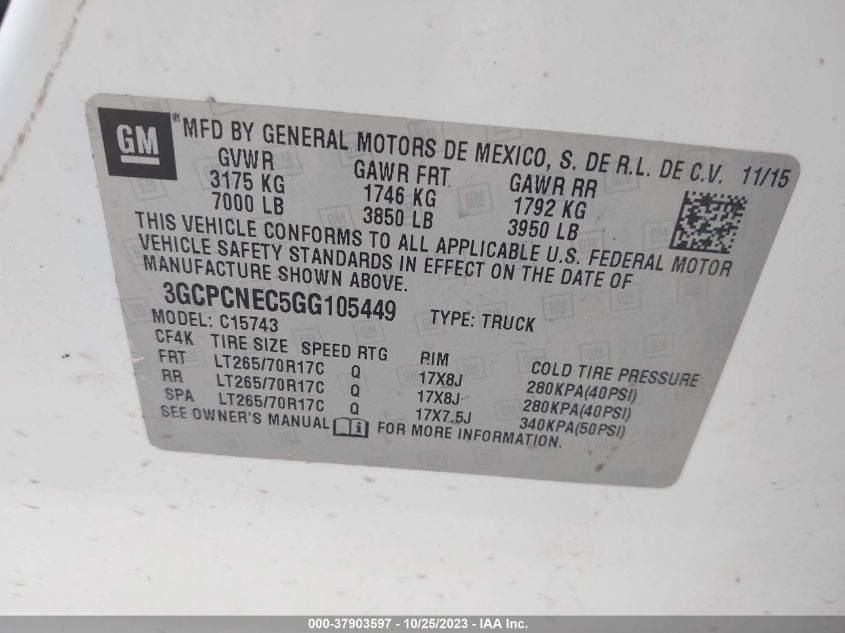 GM
®MFD BY GENERAL MOTORS DE MEXICO, S. DE R.L. DE C.V. 11/15
GVWR GAWR FRT GAWR RR
3175 KG 1746 KG 1792 KG
7000 LB 3850 LB 3950 LB
THIS VEHICLE CONFORMS TO ALL APPLICABLE U.S. FEDERAL MOTOR
VEHICLE SAFETY STANDARDS IN EFFECT ON THE DATE OF
MANUFACTURE SHOWN ABOVE.
3GCPCNEC5GG105449 TYPE: TRUCK
MODEL: C15743
CF4K TIRE SIZE SPEED RTG RIM COLD TIRE PRESSURE
FRT LT265/70R17C Q 17X8J 280KPA(40PSI)
RR LT265/70R17C Q 17X8J 280KPA(40PSI)
SPA LT265/70R17C Q 17X7.5J 340KPA(50PSI)
SEE OWNER'S MANUAL FOR MORE INFORMATION.
000-37903597 - 10/25/2023 - IAA Inc.